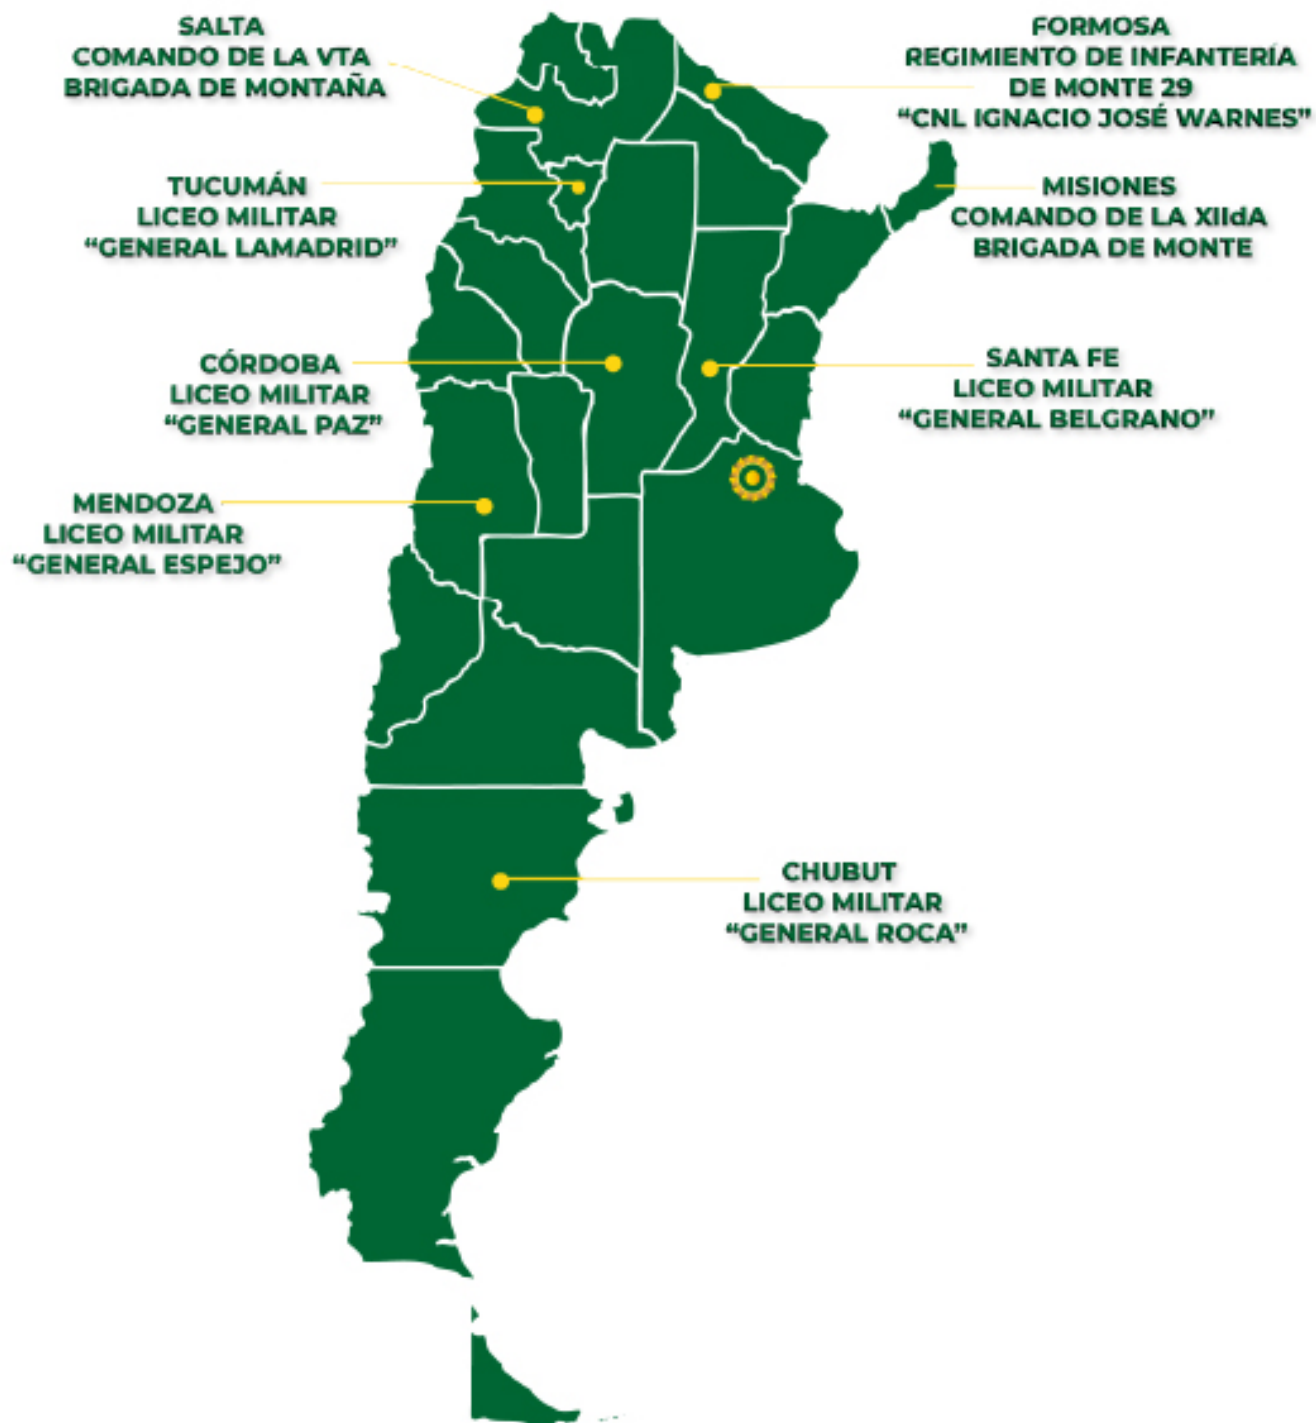 SALTA
COMANDO DE LA VTA
BRIGADA DE MONTAÑA
FORMOSA
REGIMIENTO DE INFANTERÍA
DE MONTE 29
“CNL IGNACIO JOSÉ WARNES”
TUCUMÁN
LICEO MILITAR
“GENERAL LAMADRID”
MISIONES
COMANDO DE LA XIIdA
BRIGADA DE MONTE
CÓRDOBA
LICEO MILITAR
“GENERAL PAZ”
SANTA FE
LICEO MILITAR
“GENERAL BELGRANO”
MENDOZA
LICEO MILITAR
“GENERAL ESPEJO”
CHUBUT
LICEO MILITAR
“GENERAL ROCA”